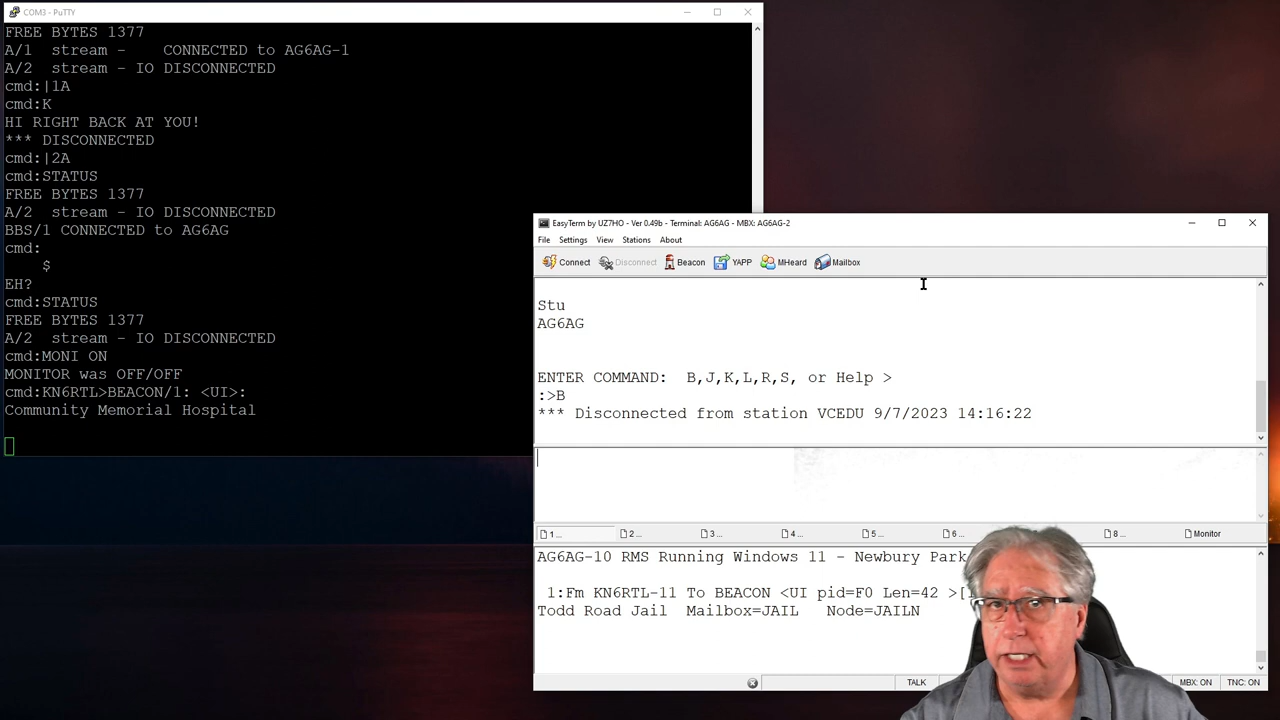 COM3 - PuTTY
FREE BYTES 1377
A/1  stream -    CONNECTED to AG6AG-1
A/2  stream - IO DISCONNECTED
cmd:|1A
cmd:K
HI RIGHT BACK AT YOU!
*** DISCONNECTED
cmd:|2A
cmd:STATUS
FREE BYTES 1377
A/2  stream - IO DISCONNECTED
BBS/1 CONNECTED to AG6AG
cmd:
$
EH?
cmd:STATUS
FREE BYTES 1377
A/2  stream - IO DISCONNECTED
cmd:MONI ON
MONITOR was OFF/OFF
cmd:KN6RTL>BEACON/1: <UI>:
Community Memorial Hospital
EasyTerm by UZ7HO - Ver 0.49b - Terminal: AG6AG - MBX: AG6AG-2
File Settings View Stations About
Connect Disconnect Beacon YAPP MHeard Mailbox
Stu
AG6AG
ENTER COMMAND:  B,J,K,L,R,S, or Help >
:>B
*** Disconnected from station VCEDU 9/7/2023 14:16:22
1 ... 2 ... 3 ... 4 ... 5 ... 6 ... 8 ... Monitor
AG6AG-10 RMS Running Windows 11 - Newbury Park
1:Fm KN6RTL-11 To BEACON <UI pid=F0 Len=42 >[
Todd Road Jail  Mailbox=JAIL   Node=JAILN
TALK MBX: ON TNC: ON